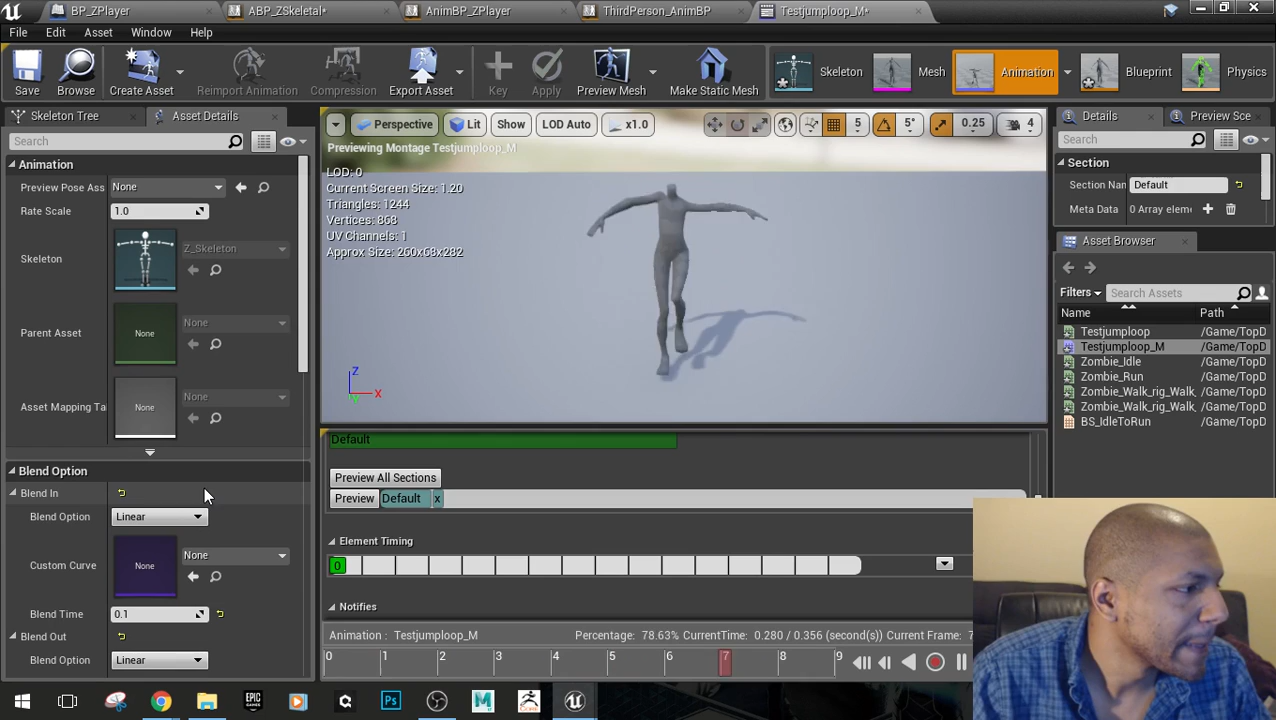 BP_ZPlayer
ABP_ZSkeletal*
AnimBP_ZPlayer
ThirdPerson_AnimBP
Testjumploop_M*
File Edit Asset Window Help
Save
Browse
Create Asset
Reimport Animation
Compression
Export Asset
Key
Apply
Preview Mesh
Make Static Mesh
Skeleton
Mesh
Animation
Blueprint
Physics
Skeleton Tree
Asset Details
Search
Animation
Preview Pose Ass None
Rate Scale 1.0
Skeleton Z_Skeleton
Parent Asset None None
Asset Mapping Ta None None
Blend Option
Blend In
Blend Option Linear
Custom Curve None None
Blend Time 0.1
Blend Out
Blend Option Linear
Perspective Lit Show LOD Auto x1.0 5 5° 0.25 4
Previewing Montage Testjumploop_M
LOD: 0
Current Screen Size: 1.20
Triangles: 1244
Vertices: 868
UV Channels: 1
Approx Size: 260x68x282
Z
X
Default
Preview All Sections
Preview Default x
Element Timing
0
Notifies
Animation : Testjumploop_M Percentage: 78.63% CurrentTime: 0.280 / 0.356 (second(s)) Current Frame: 7
0 1 2 3 4 5 6 7 8 9
Details
Preview Sce
Search
Section
Section Nan Default
Meta Data 0 Array elem
Asset Browser
Filters Search Assets
Name Path
Testjumploop /Game/TopD
Testjumploop_M /Game/TopD
Zombie_Idle /Game/TopD
Zombie_Run /Game/TopD
Zombie_Walk_rig_Walk_ /Game/TopD
Zombie_Walk_rig_Walk_ /Game/TopD
BS_IdleToRun /Game/TopD
EPIC GAMES
Ps
M